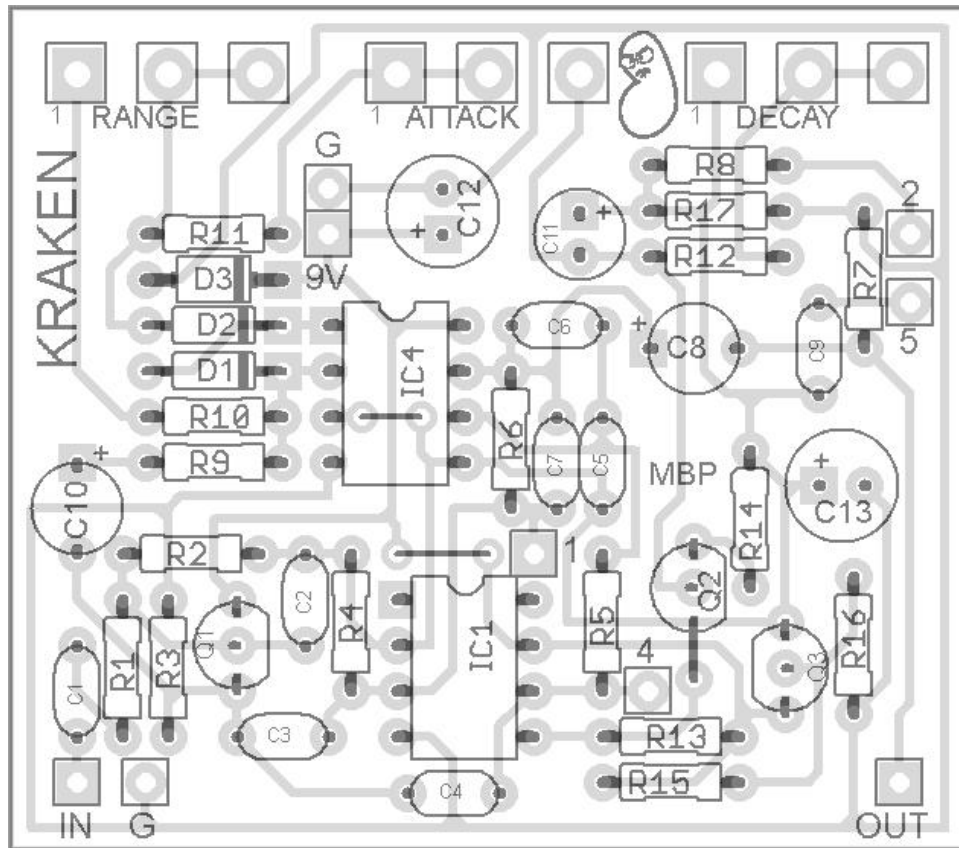 1 RANGE
1 ATTACK
1 DECAY
KRAKEN
G
9V
C12
C11
R8
R17
R12
2
R7
5
R11
D3
D2
D1
R10
R9
IC4
C6
C8
C9
R6
C7
C5
MBP
C10
R14
C13
R2
1
C2
R4
IC1
R5
Q2
Q1
4
Q3
R16
C1
R1
R3
C3
R13
C4
R15
IN
G
OUT